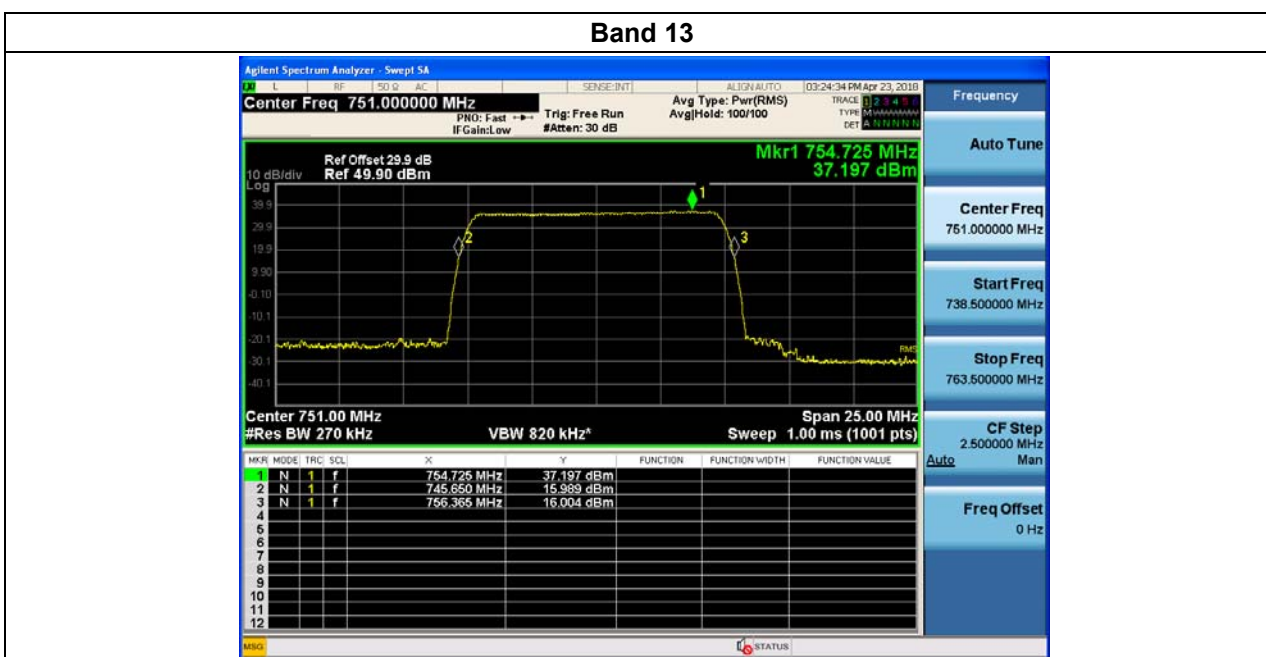 Band 13
Agilent Spectrum Analyzer - Swept SA
L RF 50 Ω AC SENSE:INT ALIGN AUTO 03:24:34 PM Apr 23, 2018
Center Freq 751.000000 MHz
PNO: Fast
IFGain:Low
Trig: Free Run
#Atten: 30 dB
Avg Type: Pwr(RMS)
Avg|Hold: 100/100
TRACE 1 2 3 4 5 6
TYPE M
DET A N N N N N
Mkr1 754.725 MHz
37.197 dBm
Ref Offset 29.9 dB
10 dB/div Ref 49.90 dBm
Log
39.9
29.9
19.9
9.90
-0.10
-10.1
-20.1
-30.1
-40.1
1
2
3
RMS
Center 751.00 MHz Span 25.00 MHz
#Res BW 270 kHz VBW 820 kHz* Sweep 1.00 ms (1001 pts)
MKR MODE TRC SCL X Y FUNCTION FUNCTION WIDTH FUNCTION VALUE
1 N 1 f 754.725 MHz 37.197 dBm
2 N 1 f 745.650 MHz 15.989 dBm
3 N 1 f 756.365 MHz 16.004 dBm
4
5
6
7
8
9
10
11
12
MSG STATUS
Frequency
Auto Tune
Center Freq
751.000000 MHz
Start Freq
738.500000 MHz
Stop Freq
763.500000 MHz
CF Step
2.500000 MHz
Auto Man
Freq Offset
0 Hz